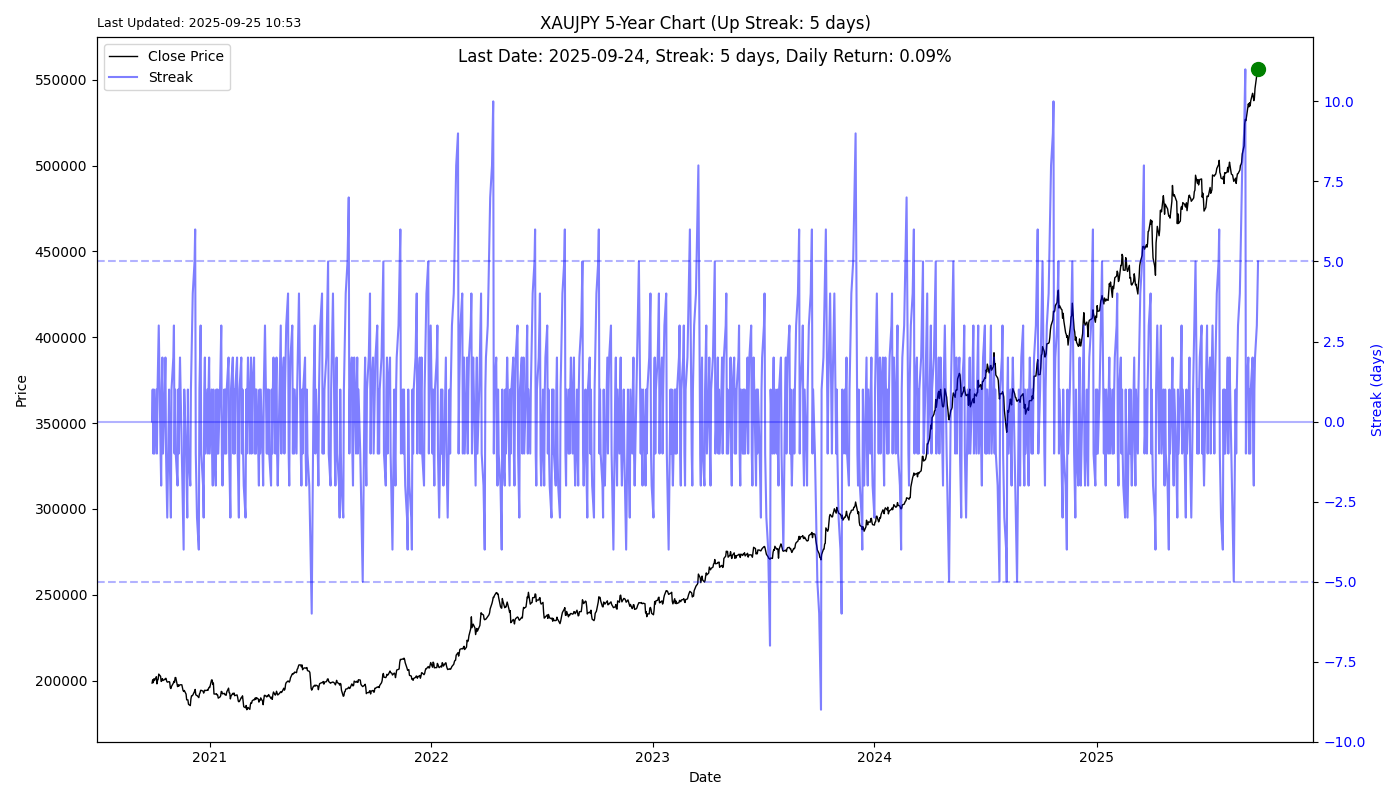 Last Updated: 2025-09-25 10:53
XAUJPY 5-Year Chart (Up Streak: 5 days)
Last Date: 2025-09-24, Streak: 5 days, Daily Return: 0.09%
Close Price
Streak
Price
550000
500000
450000
400000
350000
300000
250000
200000
10.0
7.5
5.0
2.5
0.0
−2.5
−5.0
−7.5
−10.0
Streak (days)
2021
2022
2023
2024
2025
Date